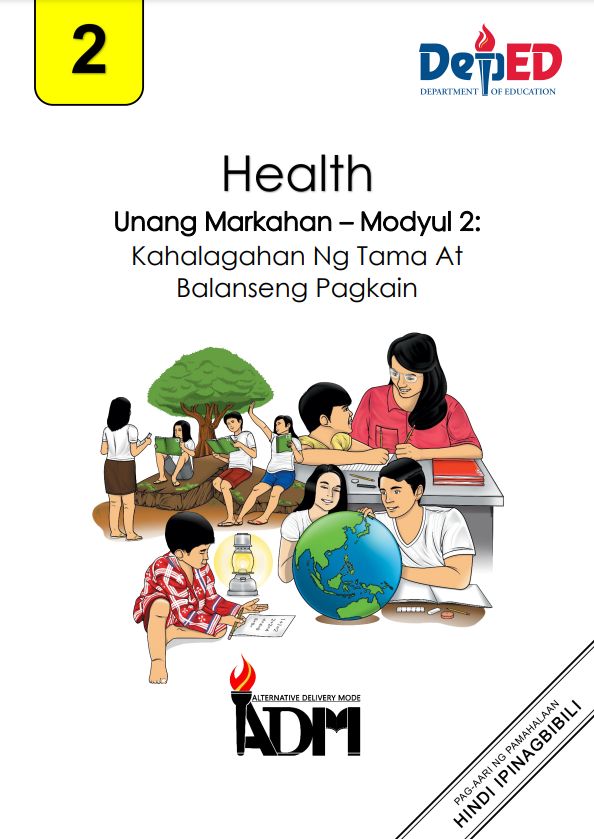 2
DepED
DEPARTMENT OF EDUCATION
Health
Unang Markahan – Modyul 2:
Kahalagahan Ng Tama At
Balanseng Pagkain
ALTERNATIVE DELIVERY MODE
ADM
PAG-AARI NG PAMAHALAAN
HINDI IPINAGBIBILI